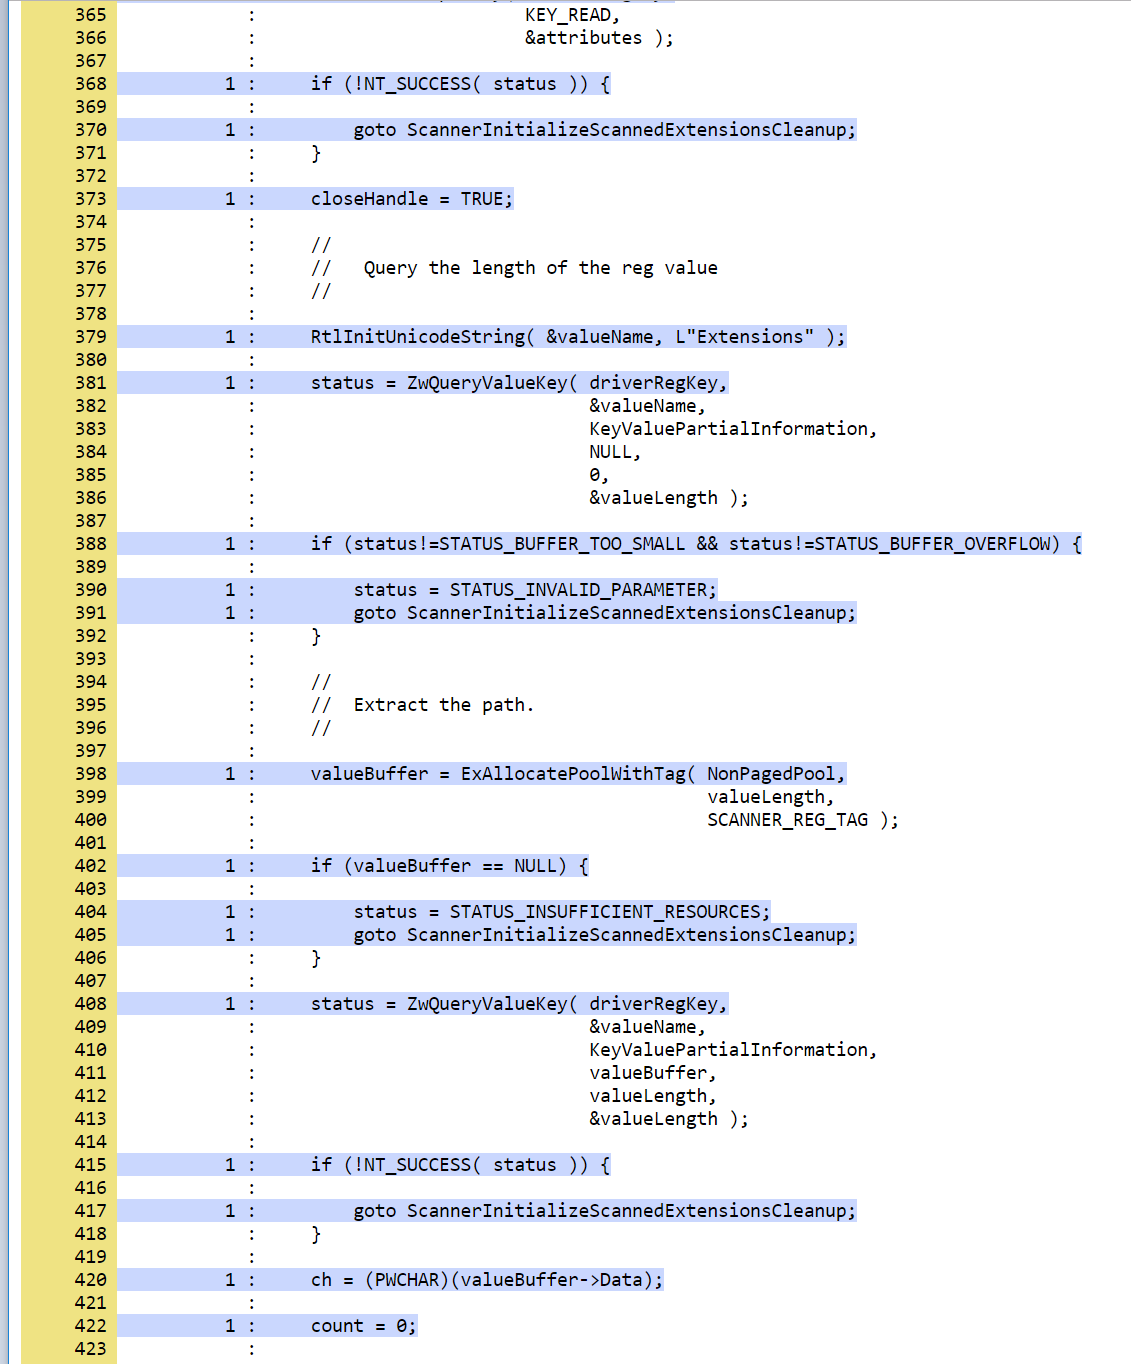 365 : KEY_READ,
366 : &attributes );
367 :
368 1 : if (!NT_SUCCESS( status )) {
369 :
370 1 : goto ScannerInitializeScannedExtensionsCleanup;
371 : }
372 :
373 1 : closeHandle = TRUE;
374 :
375 : //
376 : // Query the length of the reg value
377 : //
378 :
379 1 : RtlInitUnicodeString( &valueName, L"Extensions" );
380 :
381 1 : status = ZwQueryValueKey( driverRegKey,
382 : &valueName,
383 : KeyValuePartialInformation,
384 : NULL,
385 : 0,
386 : &valueLength );
387 :
388 1 : if (status!=STATUS_BUFFER_TOO_SMALL && status!=STATUS_BUFFER_OVERFLOW) {
389 :
390 1 : status = STATUS_INVALID_PARAMETER;
391 1 : goto ScannerInitializeScannedExtensionsCleanup;
392 : }
393 :
394 : //
395 : // Extract the path.
396 : //
397 :
398 1 : valueBuffer = ExAllocatePoolWithTag( NonPagedPool,
399 : valueLength,
400 : SCANNER_REG_TAG );
401 :
402 1 : if (valueBuffer == NULL) {
403 :
404 1 : status = STATUS_INSUFFICIENT_RESOURCES;
405 1 : goto ScannerInitializeScannedExtensionsCleanup;
406 : }
407 :
408 1 : status = ZwQueryValueKey( driverRegKey,
409 : &valueName,
410 : KeyValuePartialInformation,
411 : valueBuffer,
412 : valueLength,
413 : &valueLength );
414 :
415 1 : if (!NT_SUCCESS( status )) {
416 :
417 1 : goto ScannerInitializeScannedExtensionsCleanup;
418 : }
419 :
420 1 : ch = (PWCHAR)(valueBuffer->Data);
421 :
422 1 : count = 0;
423 :